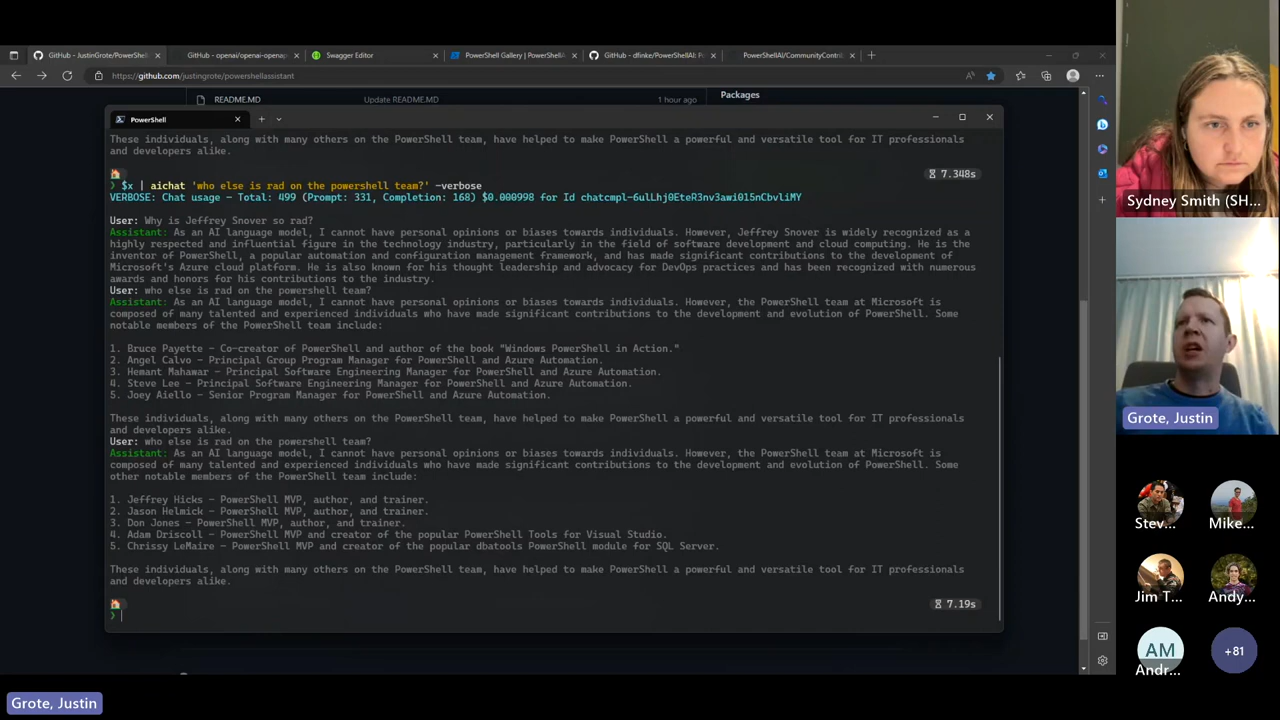 GitHub - JustinGrote/PowerShell
GitHub - openai/openai-openap
Swagger Editor
PowerShell Gallery | PowerShellA
GitHub - dfinke/PowerShellAI: P
PowerShellAI/CommunityContrib
https://github.com/justingrote/powershellassistant
README.MD
Update README.MD
1 hour ago
Packages
PowerShell
These individuals, along with many others on the PowerShell team, have helped to make PowerShell a powerful and versatile tool for IT professionals
and developers alike.
7.348s
❯ $x | aichat 'who else is rad on the powershell team?' -verbose
VERBOSE: Chat usage - Total: 499 (Prompt: 331, Completion: 168) $0.000998 for Id chatcmpl-6ulLhj0EteR3nv3awi015nCbvliMY
User: Why is Jeffrey Snover so rad?
Assistant: As an AI language model, I cannot have personal opinions or biases towards individuals. However, Jeffrey Snover is widely recognized as a
highly respected and influential figure in the technology industry, particularly in the field of software development and cloud computing. He is the
inventor of PowerShell, a popular automation and configuration management framework, and has made significant contributions to the development of
Microsoft's Azure cloud platform. He is also known for his thought leadership and advocacy for DevOps practices and has been recognized with numerous
awards and honors for his contributions to the industry.
User: who else is rad on the powershell team?
Assistant: As an AI language model, I cannot have personal opinions or biases towards individuals. However, the PowerShell team at Microsoft is
composed of many talented and experienced individuals who have made significant contributions to the development and evolution of PowerShell. Some
notable members of the PowerShell team include:
1. Bruce Payette - Co-creator of PowerShell and author of the book "Windows PowerShell in Action."
2. Angel Calvo - Principal Group Program Manager for PowerShell and Azure Automation.
3. Hemant Mahawar - Principal Software Engineering Manager for PowerShell and Azure Automation.
4. Steve Lee - Principal Software Engineering Manager for PowerShell and Azure Automation.
5. Joey Aiello - Senior Program Manager for PowerShell and Azure Automation.
These individuals, along with many others on the PowerShell team, have helped to make PowerShell a powerful and versatile tool for IT professionals
and developers alike.
User: who else is rad on the powershell team?
Assistant: As an AI language model, I cannot have personal opinions or biases towards individuals. However, the PowerShell team at Microsoft is
composed of many talented and experienced individuals who have made significant contributions to the development and evolution of PowerShell. Some
other notable members of the PowerShell team include:
1. Jeffrey Hicks - PowerShell MVP, author, and trainer.
2. Jason Helmick - PowerShell MVP, author, and trainer.
3. Don Jones - PowerShell MVP, author, and trainer.
4. Adam Driscoll - PowerShell MVP and creator of the popular PowerShell Tools for Visual Studio.
5. Chrissy LeMaire - PowerShell MVP and creator of the popular dbatools PowerShell module for SQL Server.
These individuals, along with many others on the PowerShell team, have helped to make PowerShell a powerful and versatile tool for IT professionals
and developers alike.
7.19s
❯
Sydney Smith (SH...
Grote, Justin
Stev...
Mike...
Jim T...
Andy...
AM
+81
Andr...
Grote, Justin